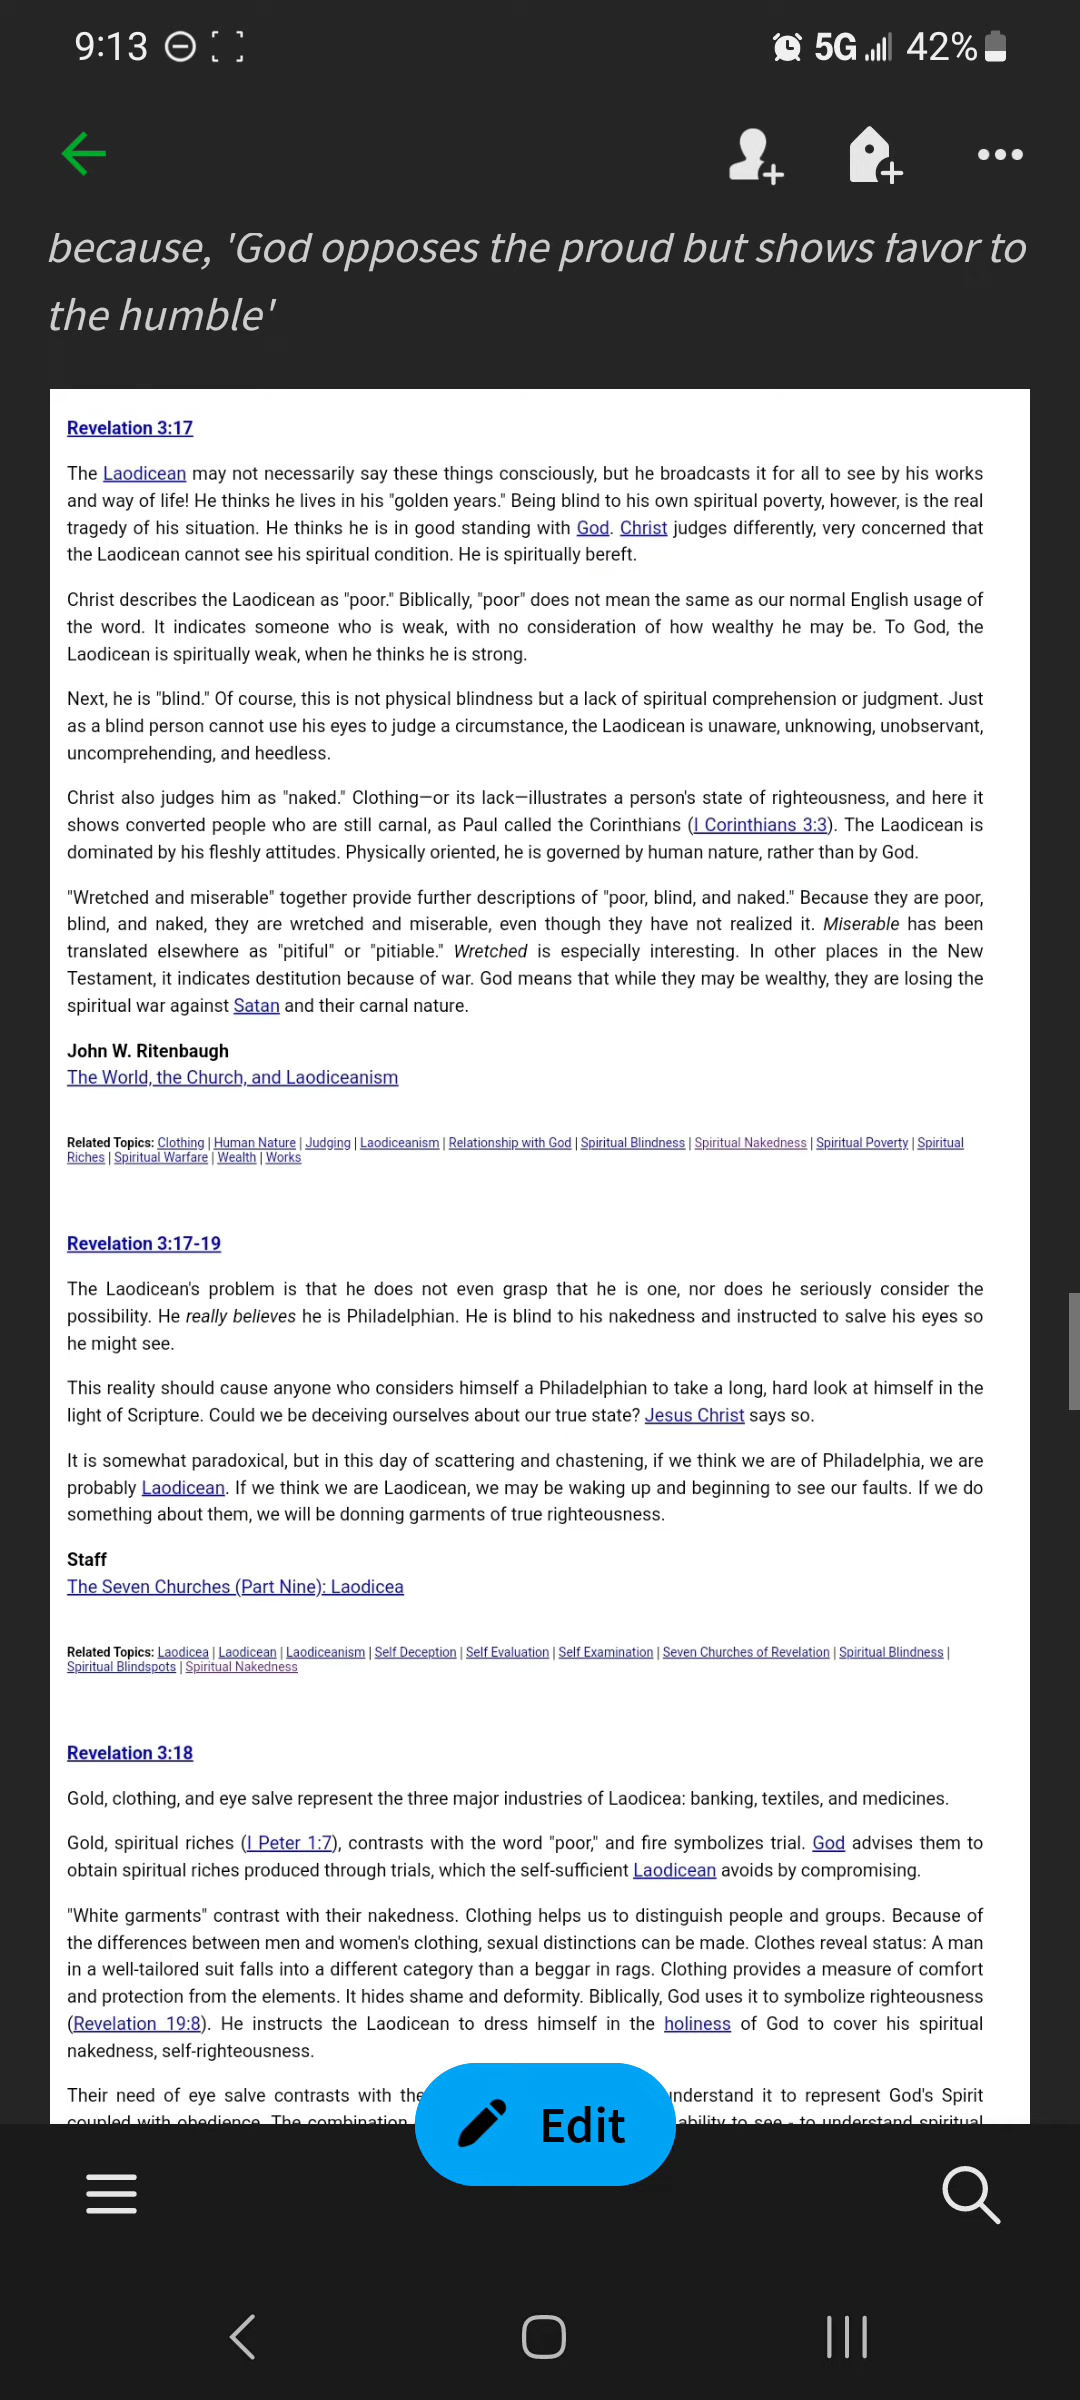 9:13
5G 42%
because, 'God opposes the proud but shows favor to
the humble'
Revelation 3:17
The Laodicean may not necessarily say these things consciously, but he broadcasts it for all to see by his works
and way of life! He thinks he lives in his "golden years." Being blind to his own spiritual poverty, however, is the real
tragedy of his situation. He thinks he is in good standing with God. Christ judges differently, very concerned that
the Laodicean cannot see his spiritual condition. He is spiritually bereft.
Christ describes the Laodicean as "poor." Biblically, "poor" does not mean the same as our normal English usage of
the word. It indicates someone who is weak, with no consideration of how wealthy he may be. To God, the
Laodicean is spiritually weak, when he thinks he is strong.
Next, he is "blind." Of course, this is not physical blindness but a lack of spiritual comprehension or judgment. Just
as a blind person cannot use his eyes to judge a circumstance, the Laodicean is unaware, unknowing, unobservant,
uncomprehending, and heedless.
Christ also judges him as "naked." Clothing—or its lack—illustrates a person's state of righteousness, and here it
shows converted people who are still carnal, as Paul called the Corinthians (I Corinthians 3:3). The Laodicean is
dominated by his fleshly attitudes. Physically oriented, he is governed by human nature, rather than by God.
"Wretched and miserable" together provide further descriptions of "poor, blind, and naked." Because they are poor,
blind, and naked, they are wretched and miserable, even though they have not realized it. Miserable has been
translated elsewhere as "pitiful" or "pitiable." Wretched is especially interesting. In other places in the New
Testament, it indicates destitution because of war. God means that while they may be wealthy, they are losing the
spiritual war against Satan and their carnal nature.
John W. Ritenbaugh
The World, the Church, and Laodiceanism
Related Topics: Clothing | Human Nature | Judging | Laodiceanism | Relationship with God | Spiritual Blindness | Spiritual Nakedness | Spiritual Poverty | Spiritual
Riches | Spiritual Warfare | Wealth | Works
Revelation 3:17-19
The Laodicean's problem is that he does not even grasp that he is one, nor does he seriously consider the
possibility. He really believes he is Philadelphian. He is blind to his nakedness and instructed to salve his eyes so
he might see.
This reality should cause anyone who considers himself a Philadelphian to take a long, hard look at himself in the
light of Scripture. Could we be deceiving ourselves about our true state? Jesus Christ says so.
It is somewhat paradoxical, but in this day of scattering and chastening, if we think we are of Philadelphia, we are
probably Laodicean. If we think we are Laodicean, we may be waking up and beginning to see our faults. If we do
something about them, we will be donning garments of true righteousness.
Staff
The Seven Churches (Part Nine): Laodicea
Related Topics: Laodicea | Laodicean | Laodiceanism | Self Deception | Self Evaluation | Self Examination | Seven Churches of Revelation | Spiritual Blindness |
Spiritual Blindspots | Spiritual Nakedness
Revelation 3:18
Gold, clothing, and eye salve represent the three major industries of Laodicea: banking, textiles, and medicines.
Gold, spiritual riches (I Peter 1:7), contrasts with the word "poor," and fire symbolizes trial. God advises them to
obtain spiritual riches produced through trials, which the self-sufficient Laodicean avoids by compromising.
"White garments" contrast with their nakedness. Clothing helps us to distinguish people and groups. Because of
the differences between men and women's clothing, sexual distinctions can be made. Clothes reveal status: A man
in a well-tailored suit falls into a different category than a beggar in rags. Clothing provides a measure of comfort
and protection from the elements. It hides shame and deformity. Biblically, God uses it to symbolize righteousness
(Revelation 19:8). He instructs the Laodicean to dress himself in the holiness of God to cover his spiritual
nakedness, self-righteousness.
Their need of eye salve contrasts with the understand it to represent God's Spirit
coupled with obedience. The combination ability to see - to understand spiritual
Edit